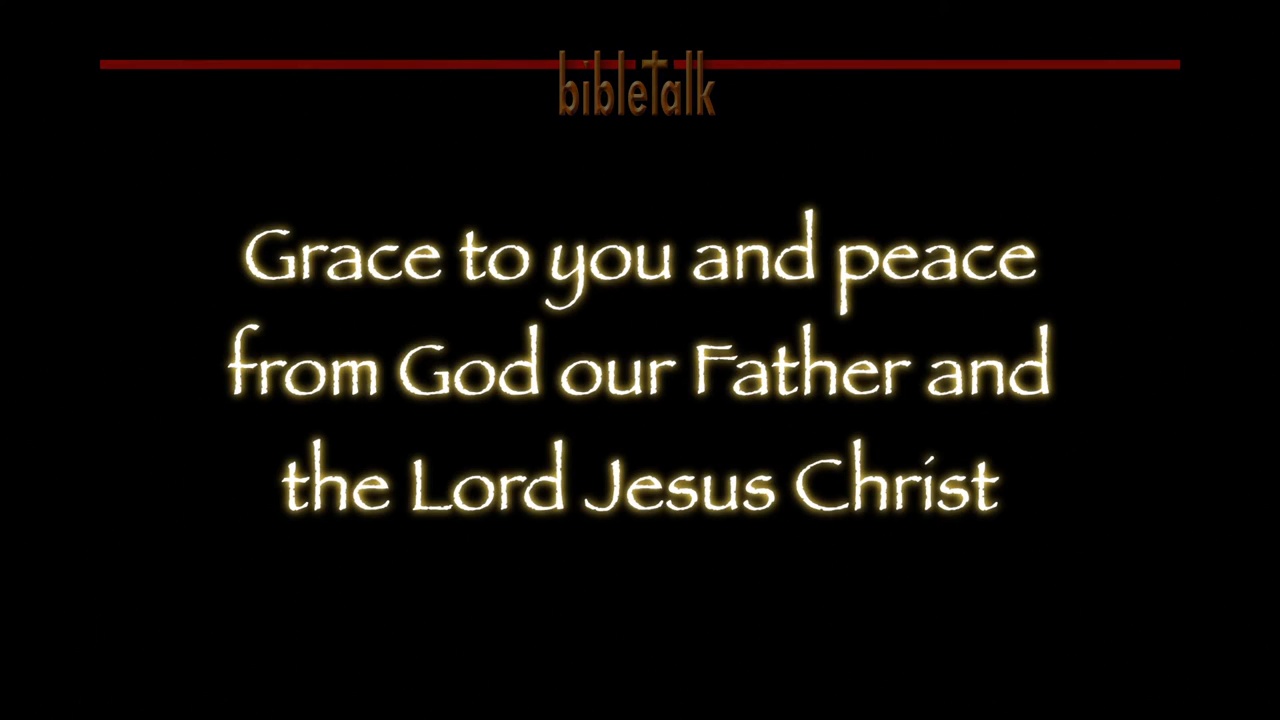 bibleTalk
Grace to you and peace
from God our Father and
the Lord Jesus Christ